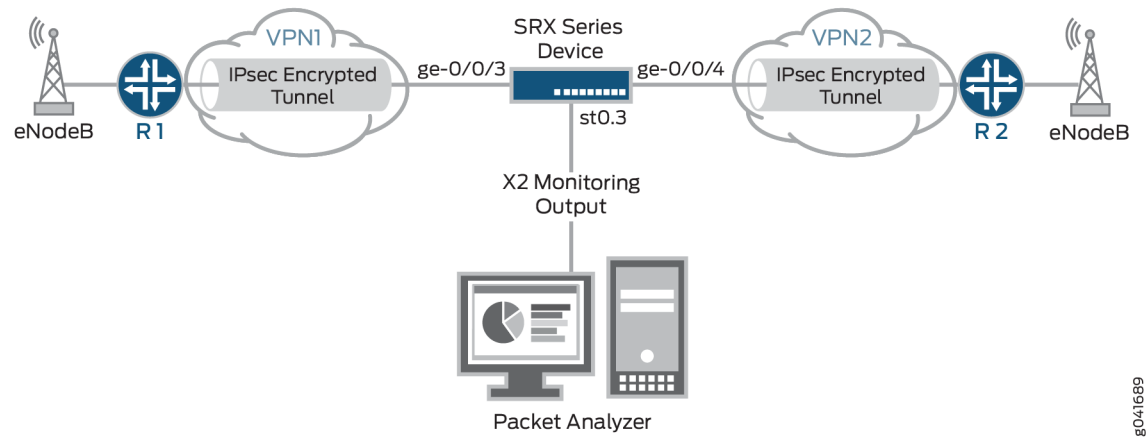 SRX Series
Device
VPN1
VPN2
IPsec Encrypted
Tunnel
ge-0/0/3
ge-0/0/4
IPsec Encrypted
Tunnel
st0.3
eNodeB
R 1
R 2
eNodeB
X2 Monitoring
Output
Packet Analyzer
g041689